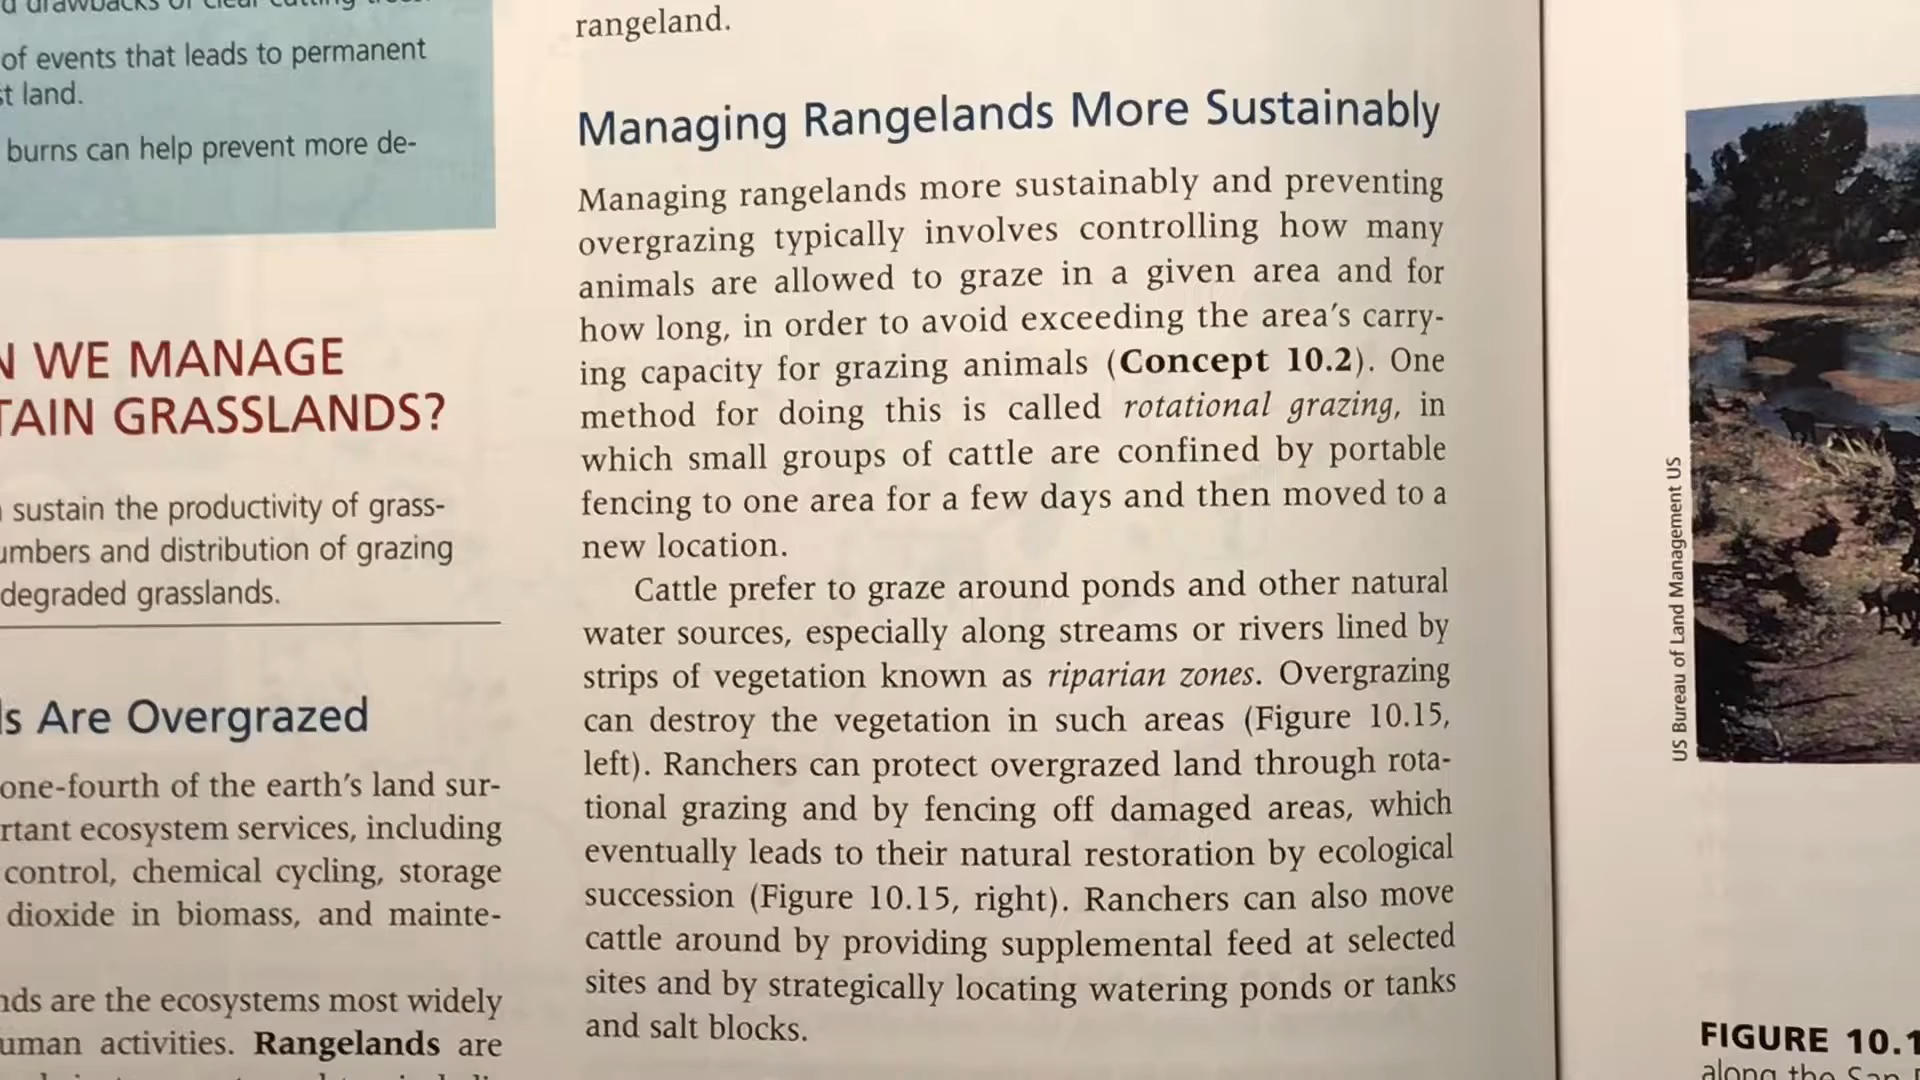 of events that leads to permanent
land.
burns can help prevent more de-
WE MANAGE
GRASSLANDS?
sustain the productivity of grass-
and distribution of grazing
degraded grasslands.
Are Overgrazed
one-fourth of the earth's land sur-
ecosystem services, including
control, chemical cycling, storage
dioxide in biomass, and mainte-
are the ecosystems most widely
activities. Rangelands are
rangeland.
Managing Rangelands More Sustainably
Managing rangelands more sustainably and preventing
overgrazing typically involves controlling how many
animals are allowed to graze in a given area and for
how long, in order to avoid exceeding the area's carry-
ing capacity for grazing animals (Concept 10.2). One
method for doing this is called rotational grazing, in
which small groups of cattle are confined by portable
fencing to one area for a few days and then moved to a
new location.
Cattle prefer to graze around ponds and other natural
water sources, especially along streams or rivers lined by
strips of vegetation known as riparian zones. Overgrazing
can destroy the vegetation in such areas (Figure 10.15,
left). Ranchers can protect overgrazed land through rota-
tional grazing and by fencing off damaged areas, which
eventually leads to their natural restoration by ecological
succession (Figure 10.15, right). Ranchers can also move
cattle around by providing supplemental feed at selected
sites and by strategically locating watering ponds or tanks
and salt blocks.
US Bureau of Land Management US
FIGURE 10.1
along the San